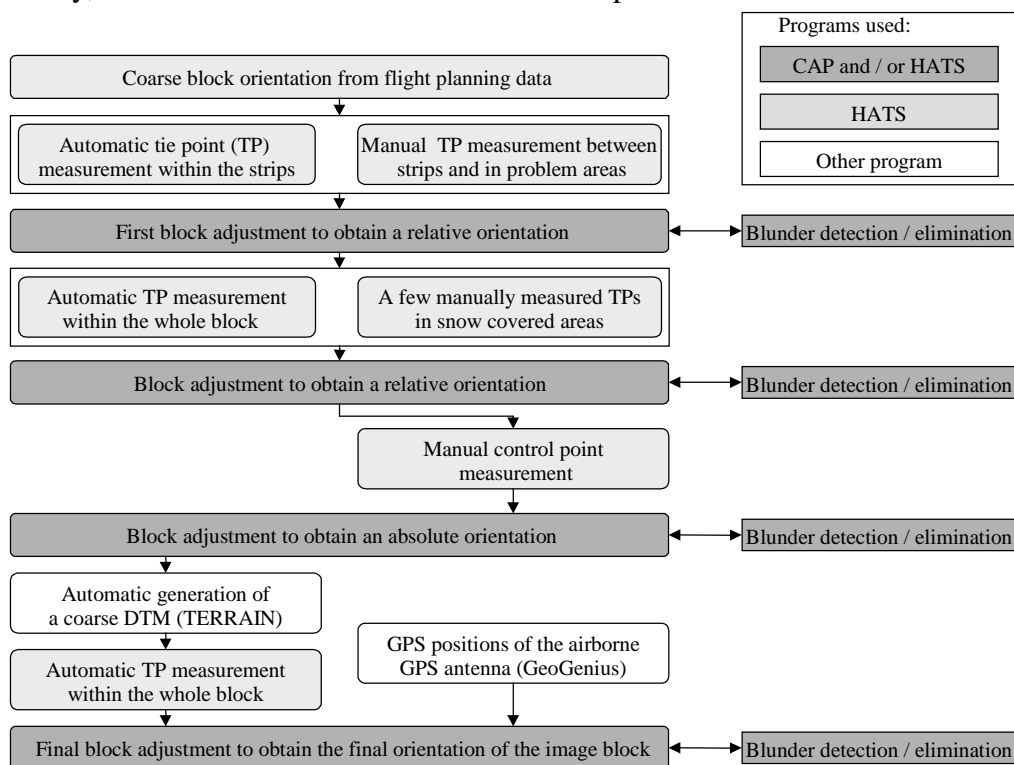 Programs used:
CAP and / or HATS
HATS
Other program
Coarse block orientation from flight planning data
Automatic tie point (TP)
measurement within the strips
Manual TP measurement between
strips and in problem areas
First block adjustment to obtain a relative orientation
Blunder detection / elimination
Automatic TP measurement
within the whole block
A few manually measured TPs
in snow covered areas
Block adjustment to obtain a relative orientation
Blunder detection / elimination
Manual control point
measurement
Block adjustment to obtain an absolute orientation
Blunder detection / elimination
Automatic generation of
a coarse DTM (TERRAIN)
GPS positions of the airborne
GPS antenna (GeoGenius)
Automatic TP measurement
within the whole block
Final block adjustment to obtain the final orientation of the image block
Blunder detection / elimination